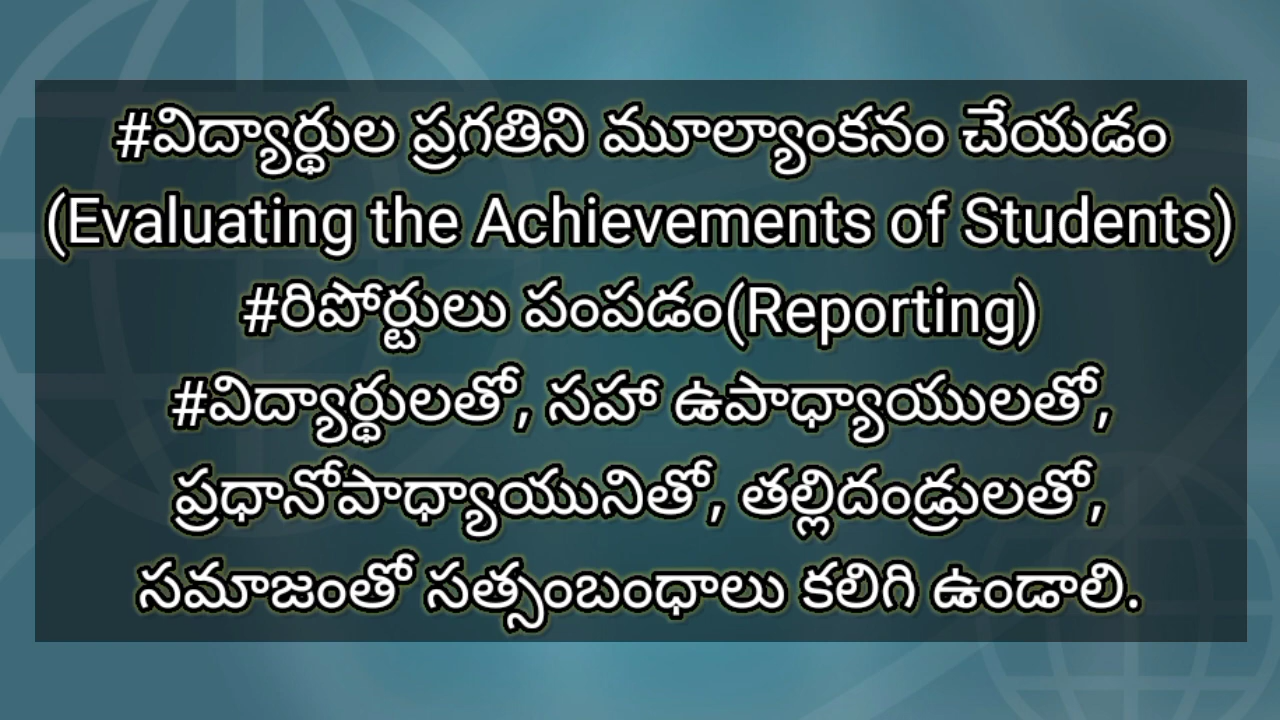 #విద్యార్థుల ప్రగతిని మూల్యాంకనం చేయడం
(Evaluating the Achievements of Students)
#రిపోర్టులు పంపడం(Reporting)
#విద్యార్థులతో, సహా ఉపాధ్యాయులతో,
ప్రధానోపాధ్యాయునితో, తల్లిదండ్రులతో,
సమాజంతో సత్సంబంధాలు కలిగి ఉండాలి.